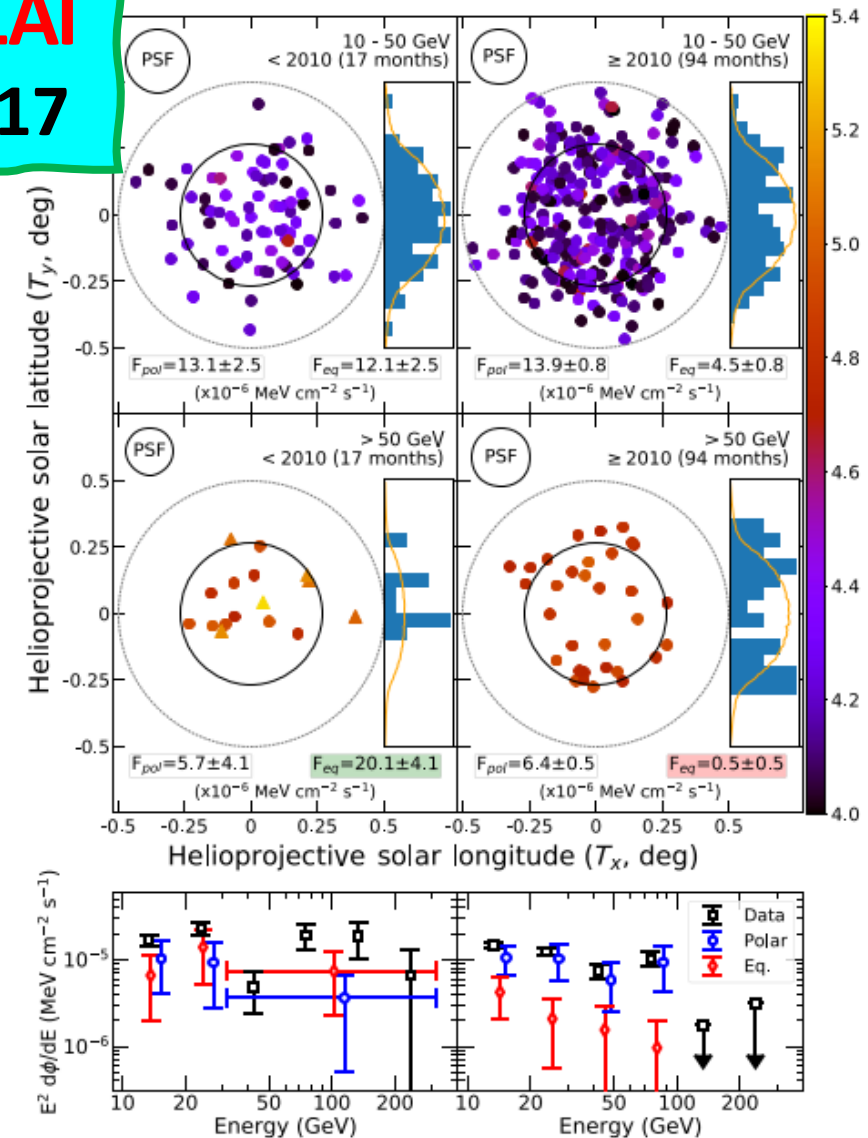 LAI
17
PSF
10 - 50 GeV
< 2010 (17 months)
PSF
10 - 50 GeV
≥ 2010 (94 months)
0
-0.25
-0.5
F_pol=13.1±2.5
F_eq=12.1±2.5
(x10⁻⁶ MeV cm⁻² s⁻¹)
F_pol=13.9±0.8
F_eq=4.5±0.8
(x10⁻⁶ MeV cm⁻² s⁻¹)
PSF
> 50 GeV
< 2010 (17 months)
PSF
> 50 GeV
≥ 2010 (94 months)
0.5
0.25
0
-0.25
-0.5
F_pol=5.7±4.1
F_eq=20.1±4.1
(x10⁻⁶ MeV cm⁻² s⁻¹)
F_pol=6.4±0.5
F_eq=0.5±0.5
(x10⁻⁶ MeV cm⁻² s⁻¹)
-0.5 -0.25 0 0.25 0.5 -0.25 0 0.25 0.5
Helioprojective solar longitude (Tₓ, deg)
Helioprojective solar latitude (T_y, deg)
5.4
5.2
5.0
4.8
4.6
4.4
4.2
4.0
E² dϕ/dE (MeV cm⁻² s⁻¹)
10⁻⁵
10⁻⁶
10 20 50 100 200
Energy (GeV)
10⁻⁵
10⁻⁶
Data
Polar
Eq.
10 20 50 100 200
Energy (GeV)